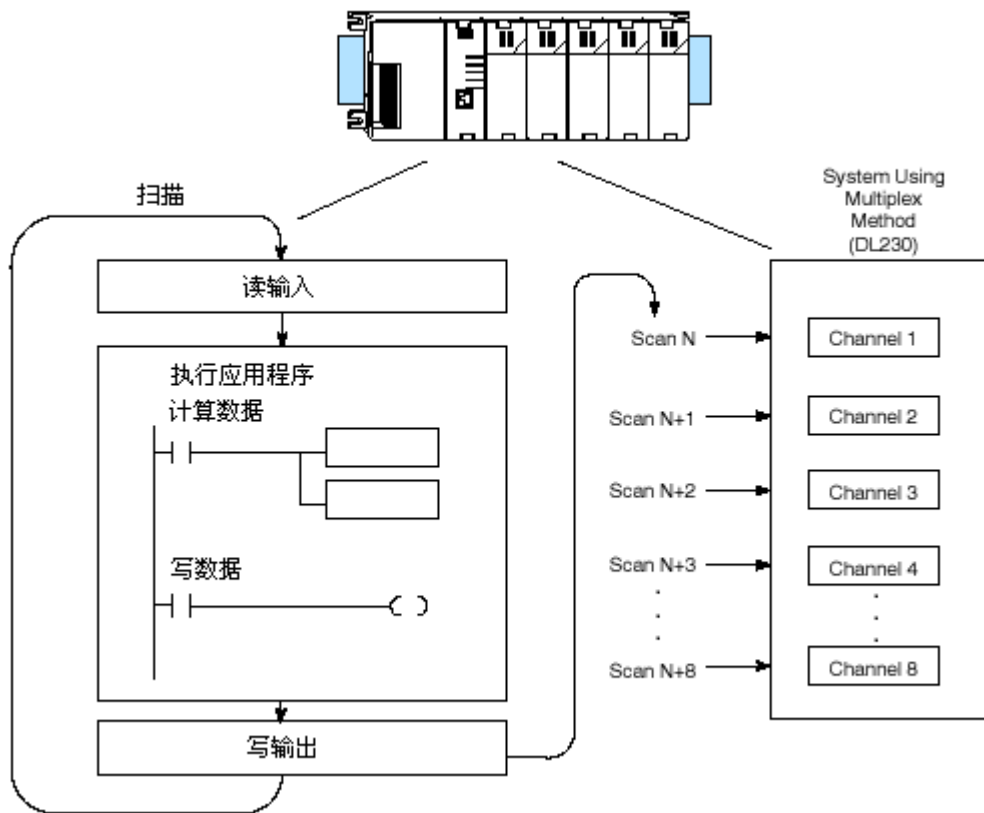 扫描
读输入
执行应用程序
计算数据
写数据
写输出
System Using
Multiplex
Method
(DL230)
Scan N
Channel 1
Scan N+1
Channel 2
Scan N+2
Channel 3
Scan N+3
Channel 4
Scan N+8
Channel 8